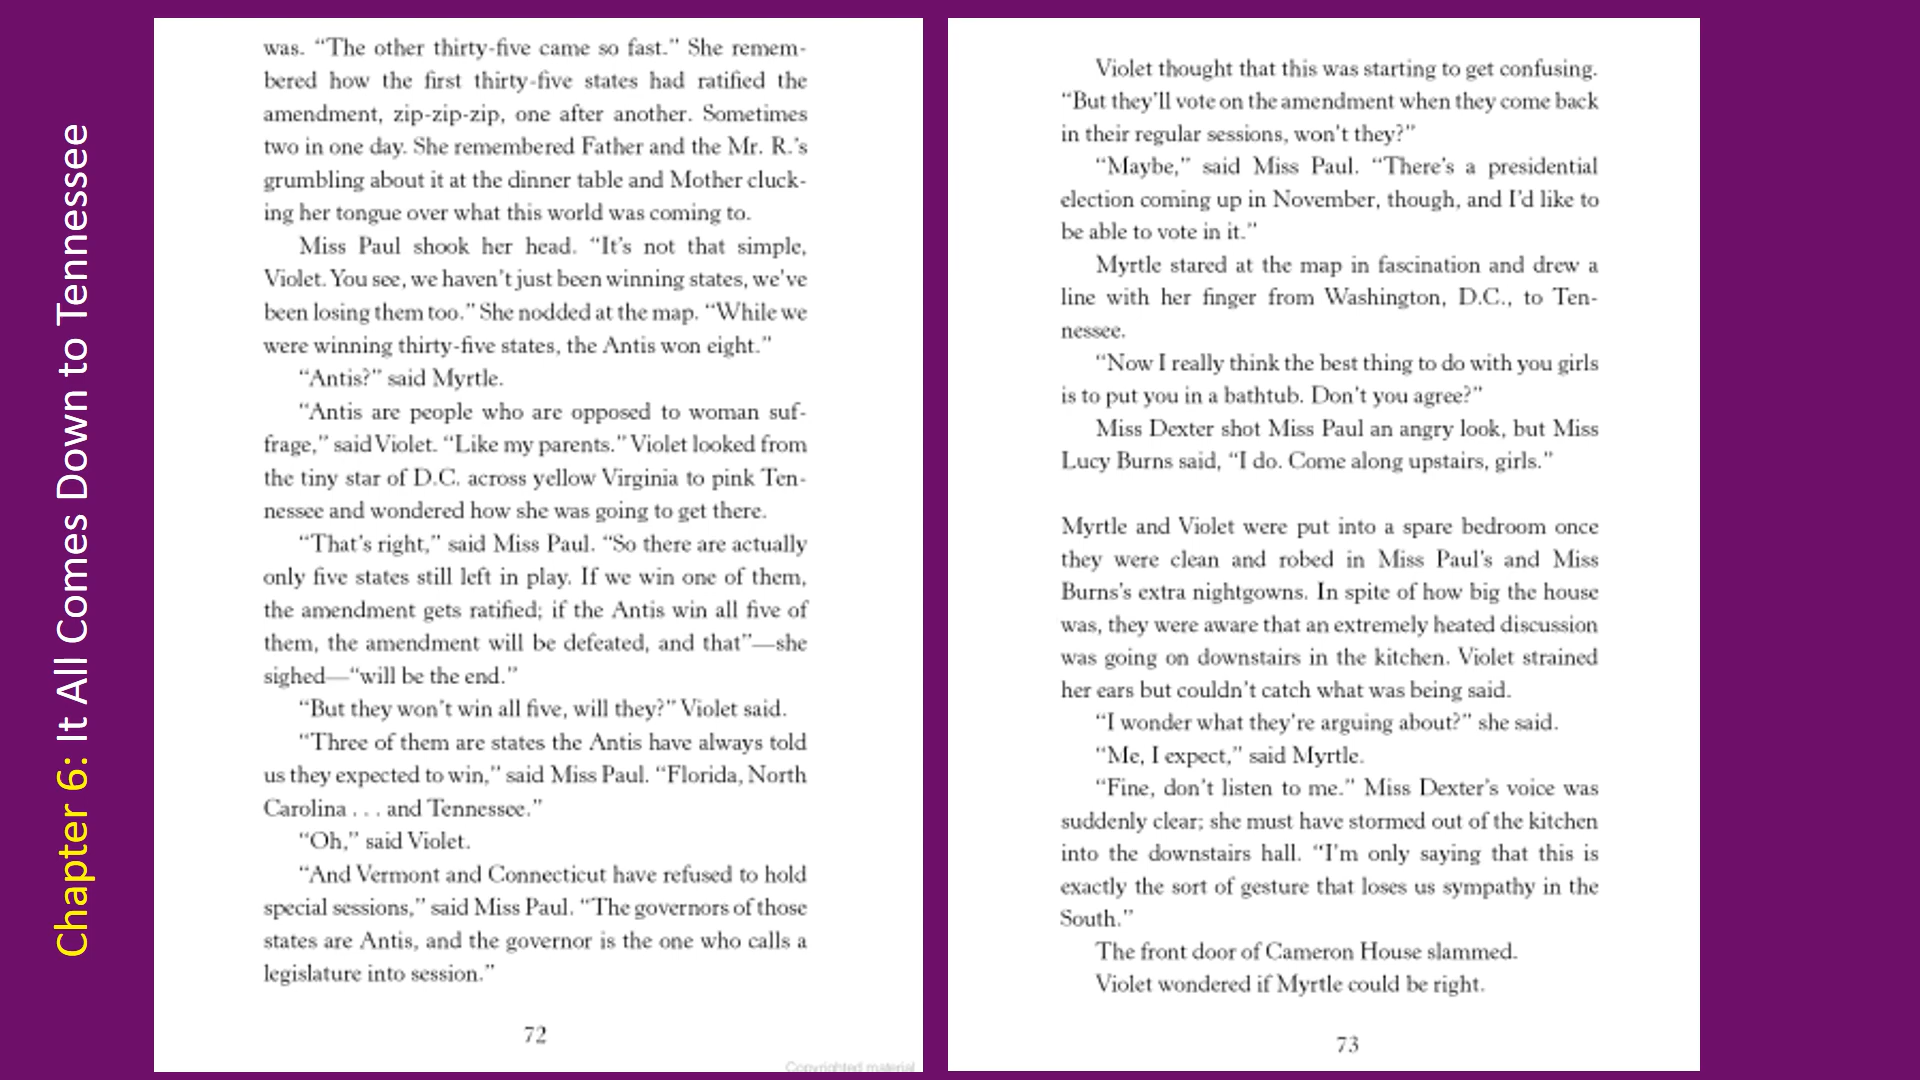 Chapter 6: It All Comes Down to Tennessee
was. “The other thirty-five came so fast.” She remem-
bered how the first thirty-five states had ratified the
amendment, zip-zip-zip, one after another. Sometimes
two in one day. She remembered Father and the Mr. R.’s
grumbling about it at the dinner table and Mother cluck-
ing her tongue over what this world was coming to.
Miss Paul shook her head. “It’s not that simple,
Violet. You see, we haven’t just been winning states, we’ve
been losing them too.” She nodded at the map. “While we
were winning thirty-five states, the Antis won eight.”
“Antis?” said Myrtle.
“Antis are people who are opposed to woman suf-
frage,” said Violet. “Like my parents.” Violet looked from
the tiny star of D.C. across yellow Virginia to pink Ten-
nessee and wondered how she was going to get there.
“That’s right,” said Miss Paul. “So there are actually
only five states still left in play. If we win one of them,
the amendment gets ratified; if the Antis win all five of
them, the amendment will be defeated, and that”—she
sighed—“will be the end.”
“But they won’t win all five, will they?” Violet said.
“Three of them are states the Antis have always told
us they expected to win,” said Miss Paul. “Florida, North
Carolina . . . and Tennessee.”
“Oh,” said Violet.
“And Vermont and Connecticut have refused to hold
special sessions,” said Miss Paul. “The governors of those
states are Antis, and the governor is the one who calls a
legislature into session.”
72
Copyrighted material
Violet thought that this was starting to get confusing.
“But they’ll vote on the amendment when they come back
in their regular sessions, won’t they?”
“Maybe,” said Miss Paul. “There’s a presidential
election coming up in November, though, and I’d like to
be able to vote in it.”
Myrtle stared at the map in fascination and drew a
line with her finger from Washington, D.C., to Ten-
nessee.
“Now I really think the best thing to do with you girls
is to put you in a bathtub. Don’t you agree?”
Miss Dexter shot Miss Paul an angry look, but Miss
Lucy Burns said, “I do. Come along upstairs, girls.”
Myrtle and Violet were put into a spare bedroom once
they were clean and robed in Miss Paul’s and Miss
Burns’s extra nightgowns. In spite of how big the house
was, they were aware that an extremely heated discussion
was going on downstairs in the kitchen. Violet strained
her ears but couldn’t catch what was being said.
“I wonder what they’re arguing about?” she said.
“Me, I expect,” said Myrtle.
“Fine, don’t listen to me.” Miss Dexter’s voice was
suddenly clear; she must have stormed out of the kitchen
into the downstairs hall. “I’m only saying that this is
exactly the sort of gesture that loses us sympathy in the
South.”
The front door of Cameron House slammed.
Violet wondered if Myrtle could be right.
73